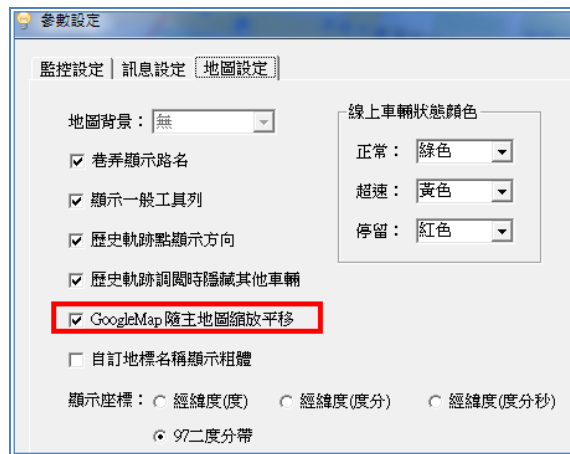 參數設定
監控設定 訊息設定 地圖設定
地圖背景： 無
巷弄顯示路名
顯示一般工具列
歷史軌跡點顯示方向
歷史軌跡調閱時隱藏其他車輛
GoogleMap 隨主地圖縮放平移
自訂地標名稱顯示粗體
顯示座標： 經緯度(度) 經緯度(度分) 經緯度(度分秒)
97二度分帶
線上車輛狀態顏色
正常： 綠色
超速： 黃色
停留： 紅色